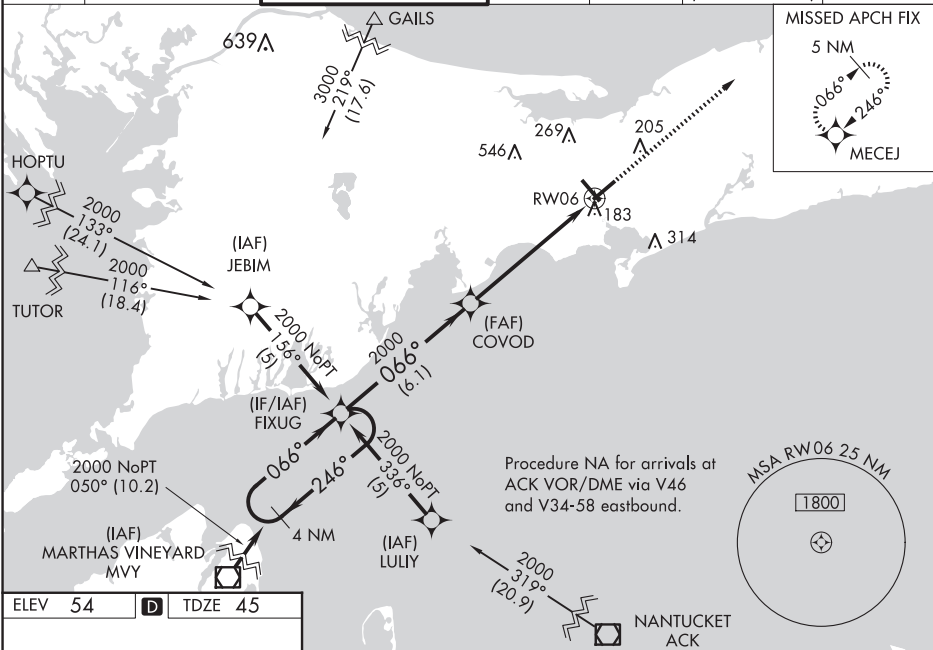 GAILS
639
3000
219°
(17.6)
MISSED APCH FIX
5 NM
066°
246°
MECEJ
269
205
546
HOPTU
2000
133°
(24.1)
RW06
183
314
(IAF)
JEBIM
2000
116°
(18.4)
TUTOR
2000 NoPT
156°
(5)
(FAF)
COVOD
2000
066°
(6.1)
(IF/IAF)
FIXUG
066°
246°
2000 NoPT
336°
(5)
2000 NoPT
050° (10.2)
4 NM
Procedure NA for arrivals at
ACK VOR/DME via V46
and V34-58 eastbound.
MSA RW06 25 NM
1800
(IAF)
MARTHAS VINEYARD
MVY
(IAF)
LULIY
2000
319°
(20.9)
NANTUCKET
ACK
ELEV 54 D TDZE 45